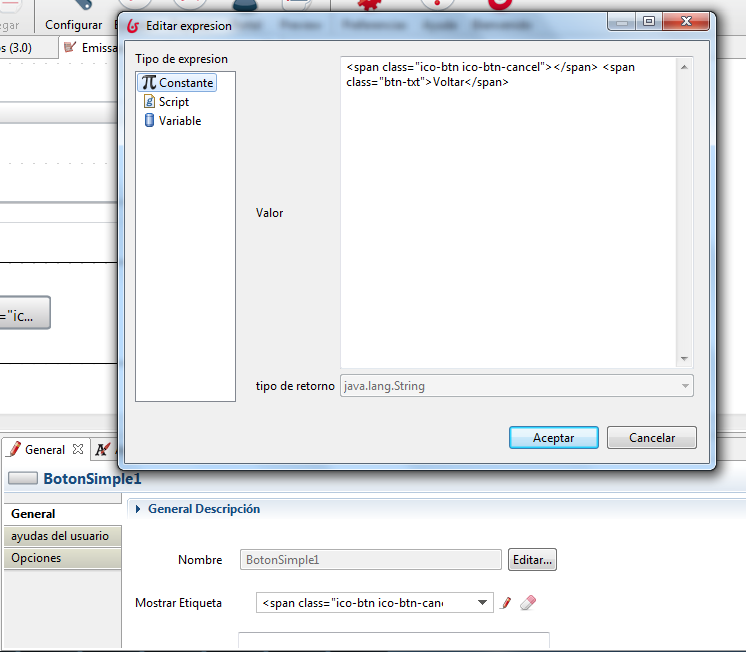 Editar expresion
egar
Configurar
s (3.0)
Emissa
Tipo de expresion
Constante
Script
Variable
Valor
<span class="ico-btn ico-btn-cancel"></span> <span
class="btn-txt">Voltar</span>
="ic...
tipo de retorno
java.lang.String
Aceptar
Cancelar
General
A
BotonSimple1
General
General Descripción
ayudas del usuario
Opciones
Nombre
BotonSimple1
Editar...
Mostrar Etiqueta
<span class="ico-btn ico-btn-can